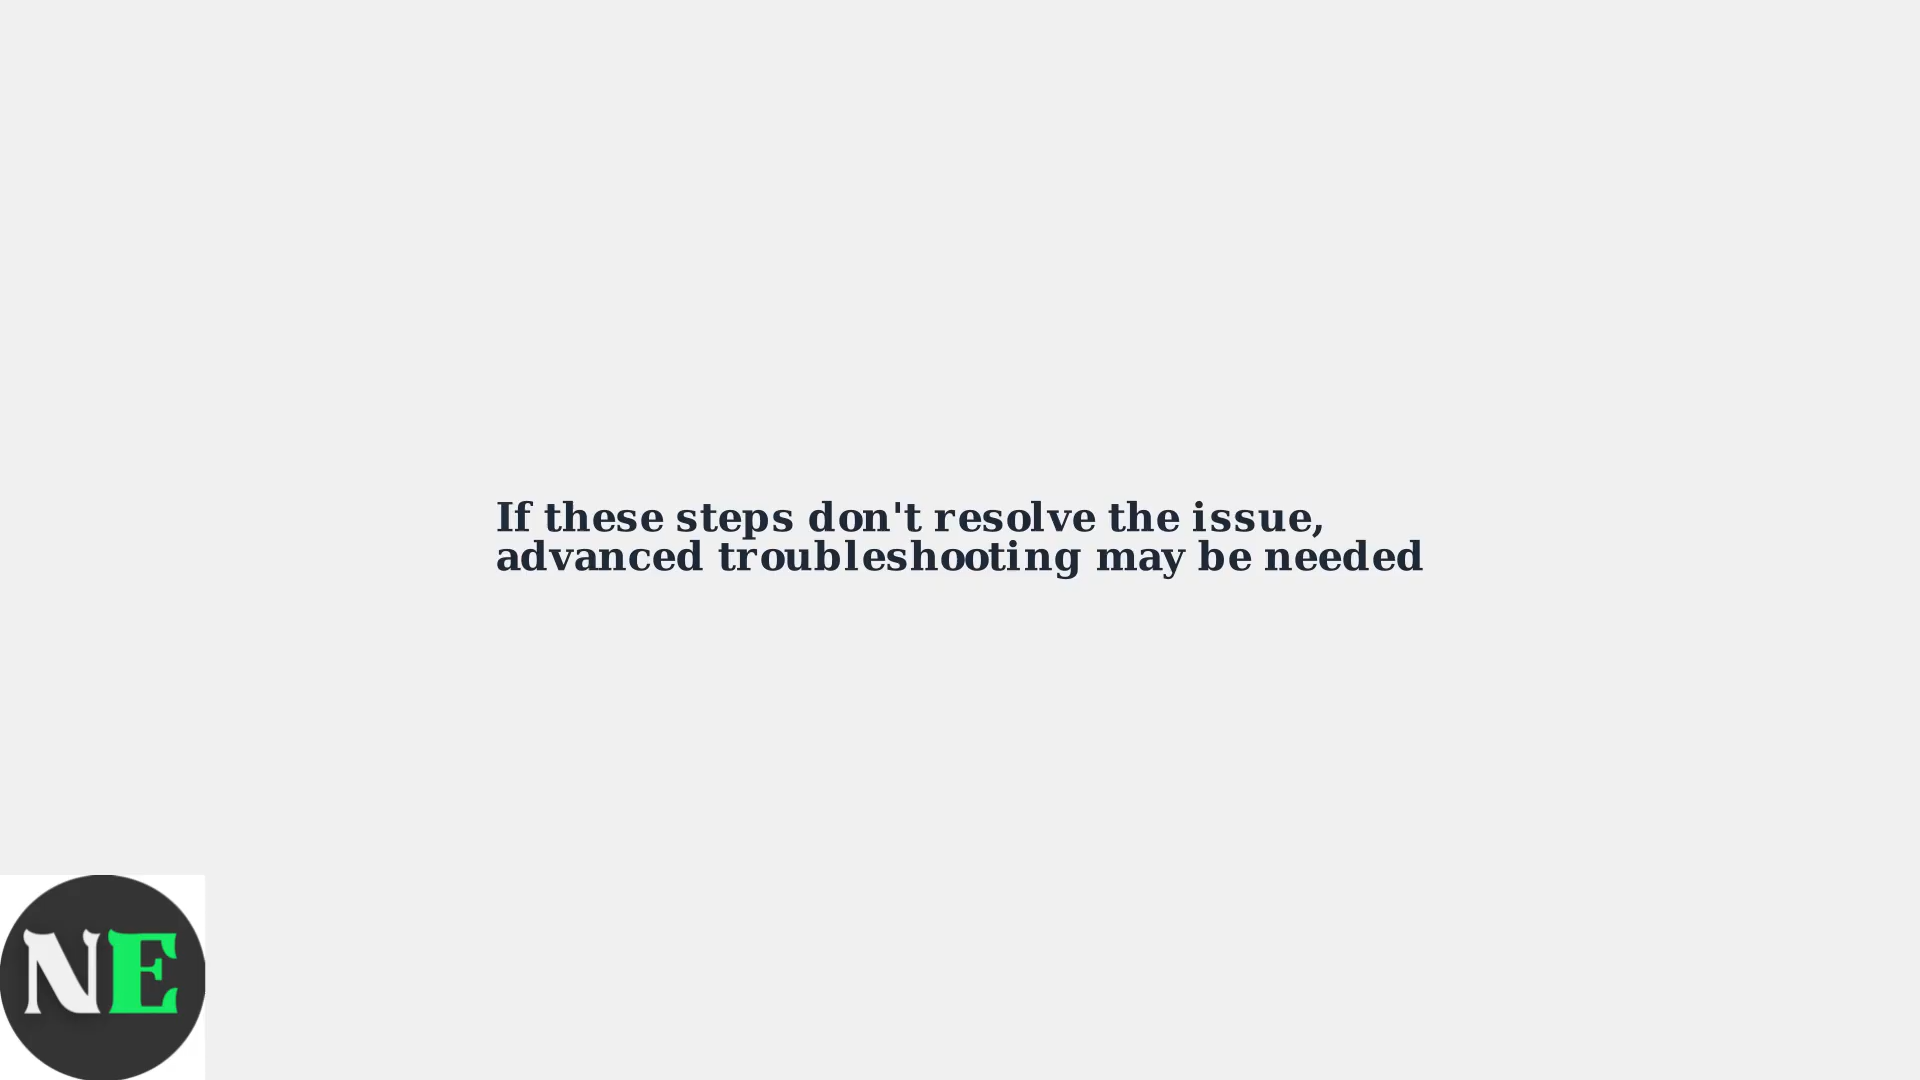 If these steps don't resolve the issue,
advanced troubleshooting may be needed
NE